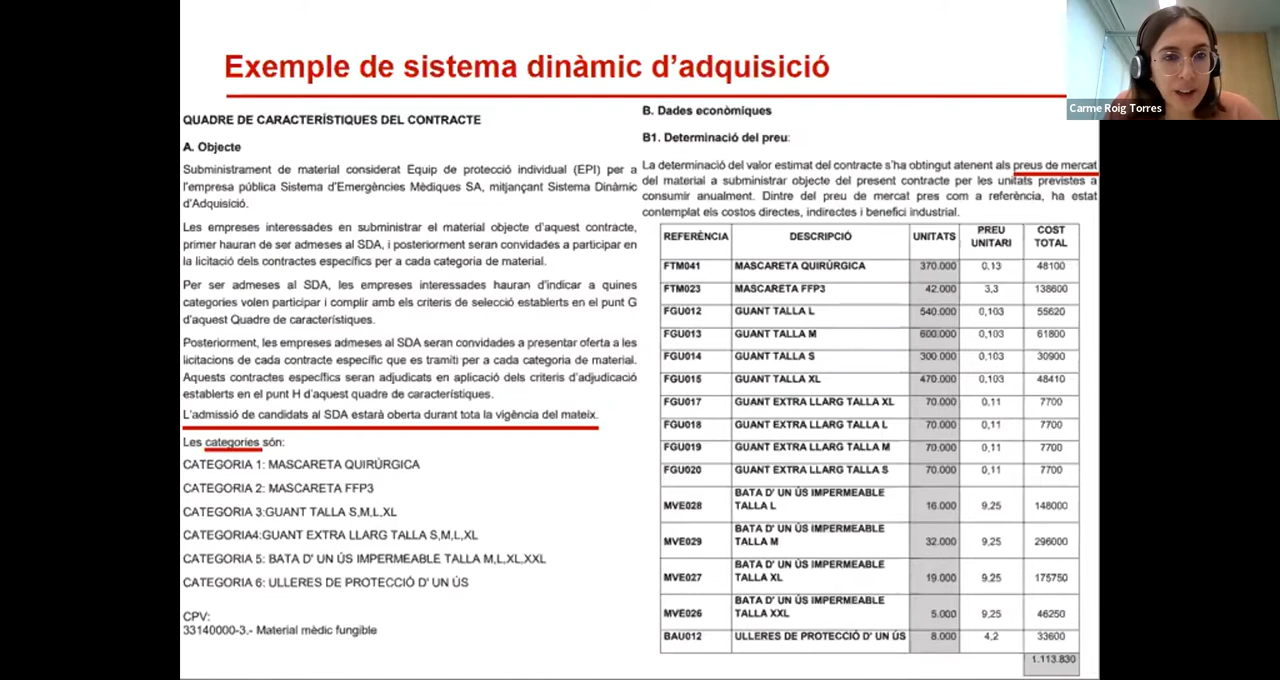 Exemple de sistema dinàmic d'adquisició
Carme Roig Torres
QUADRE DE CARACTERÍSTIQUES DEL CONTRACTE
A. Objecte
Subministrament de material considerat Equip de protecció individual (EPI) per a
l'empresa pública Sistema d'Emergències Mèdiques SA, mitjançant Sistema Dinàmic
d'Adquisició.
Les empreses interessades en subministrar el material objecte d'aquest contracte,
primer hauran de ser admeses al SDA, i posteriorment seran convidades a participar en
la licitació dels contractes específics per a cada categoria de material.
Per ser admeses al SDA, les empreses interessades hauran d'indicar a quines
categories volen participar i complir amb els criteris de selecció establerts en el punt G
d'aquest Quadre de característiques.
Posteriorment, les empreses admeses al SDA seran convidades a presentar oferta a les
licitacions de cada contracte específic que es tramiti per a cada categoria de material.
Aquests contractes específics seran adjudicats en aplicació dels criteris d'adjudicació
establerts en el punt H d'aquest quadre de característiques.
L'admissió de candidats al SDA estarà oberta durant tota la vigència del mateix.
Les categories són:
CATEGORIA 1: MASCARETA QUIRÚRGICA
CATEGORIA 2: MASCARETA FFP3
CATEGORIA 3:GUANT TALLA S,M,L,XL
CATEGORIA4:GUANT EXTRA LLARG TALLA S,M,L,XL
CATEGORIA 5: BATA D' UN ÚS IMPERMEABLE TALLA M,L,XL,XXL
CATEGORIA 6: ULLERES DE PROTECCIÓ D' UN ÚS
CPV:
33140000-3.- Material mèdic fungible
B. Dades econòmiques
B1. Determinació del preu:
La determinació del valor estimat del contracte s'ha obtingut atenent als preus de mercat
del material a subministrar objecte del present contracte per les unitats previstes a
consumir anualment. Dintre del preu de mercat pres com a referència, ha estat
contemplat els costos directes, indirectes i benefici industrial.
REFERÈNCIA DESCRIPCIÓ UNITATS PREU UNITARI COST TOTAL
FTM041 MASCARETA QUIRÚRGICA 370.000 0,13 48100
FTM023 MASCARETA FFP3 42.000 3,3 138600
FGU012 GUANT TALLA L 540.000 0,103 55620
FGU013 GUANT TALLA M 600.000 0,103 61800
FGU014 GUANT TALLA S 300.000 0,103 30900
FGU015 GUANT TALLA XL 470.000 0,103 48410
FGU017 GUANT EXTRA LLARG TALLA XL 70.000 0,11 7700
FGU018 GUANT EXTRA LLARG TALLA L 70.000 0,11 7700
FGU019 GUANT EXTRA LLARG TALLA M 70.000 0,11 7700
FGU020 GUANT EXTRA LLARG TALLA S 70.000 0,11 7700
MVE028 BATA D' UN ÚS IMPERMEABLE TALLA L 16.000 9,25 148000
MVE029 BATA D' UN ÚS IMPERMEABLE TALLA M 32.000 9,25 296000
MVE027 BATA D' UN ÚS IMPERMEABLE TALLA XL 19.000 9,25 175750
MVE026 BATA D' UN ÚS IMPERMEABLE TALLA XXL 5.000 9,25 46250
BAU012 ULLERES DE PROTECCIÓ D' UN ÚS 8.000 4,2 33600
1.113.830